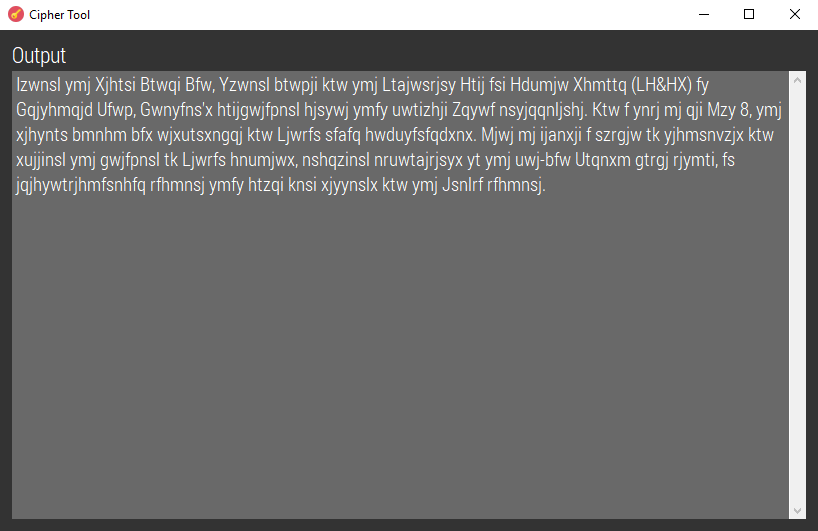 Cipher Tool
Output
Izwnsl ymj Xjhtsi Btwqi Bfw, Yzwnsl btwpji ktw ymj Ltajwsrjsy Htij fsi Hdumjw Xhmttq (LH&HX) fy
Gqjyhmqjd Ufwp, Gwnyfns'x htijgwjfpnsl hjsywj ymfy uwtizhji Zqywf nsyjqqnljshj. Ktw f ynrj mj qji Mzy 8, ymj
xjhynts bmnhm bfx wjxutsxngqj ktw Ljwrfs sfafq hwduyfsfqdxnx. Mjwj mj ijanxji f szrgjw tk yjhmsnvzjx ktw
xujjinsl ymj gwjfpnsl tk Ljwrfs hnumjwx, nshqzinsl nruwtajrjsyx yt ymj uwj-bfw Utqnxm gtrgj rjymti, fs
jqjhywtrjhmfsnhfq rfhmnsj ymfy htzqi knsi xjyynslx ktw ymj Jsnlrf rfhmnsj.